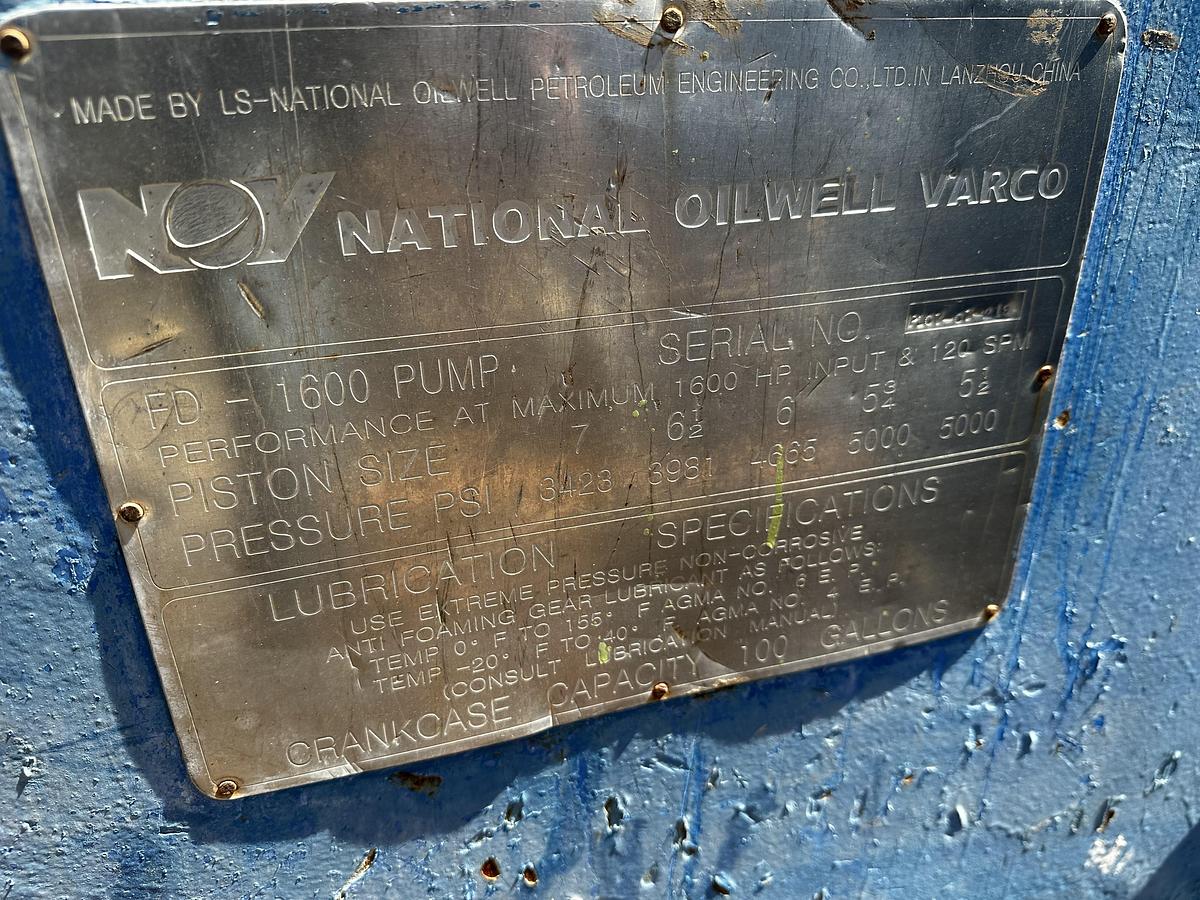 MADE BY LS-NATIONAL OILWELL PETROLEUM ENGINEERING CO.,LTD.IN LANZHOU,CHINA
NOV NATIONAL OILWELL VARCO
FD - 1600 PUMP SERIAL NO.
PERFORMANCE AT MAXIMUM 1600 HP INPUT & 120 SPM
PISTON SIZE 7 6½ 6 5¾ 5½
PRESSURE PSI 3423 3981 4665 5000 5000
LUBRICATION SPECIFICATIONS
USE EXTREME PRESSURE NON-CORROSIVE
ANTI FOAMING GEAR LUBRICANT AS FOLLOWS:
TEMP 0° F TO 155° F AGMA NO. 6 E.P.
TEMP -20° F TO 40° F AGMA NO. 4 E.P.
(CONSULT LUBRICATION MANUAL)
CRANKCASE CAPACITY 100 GALLONS